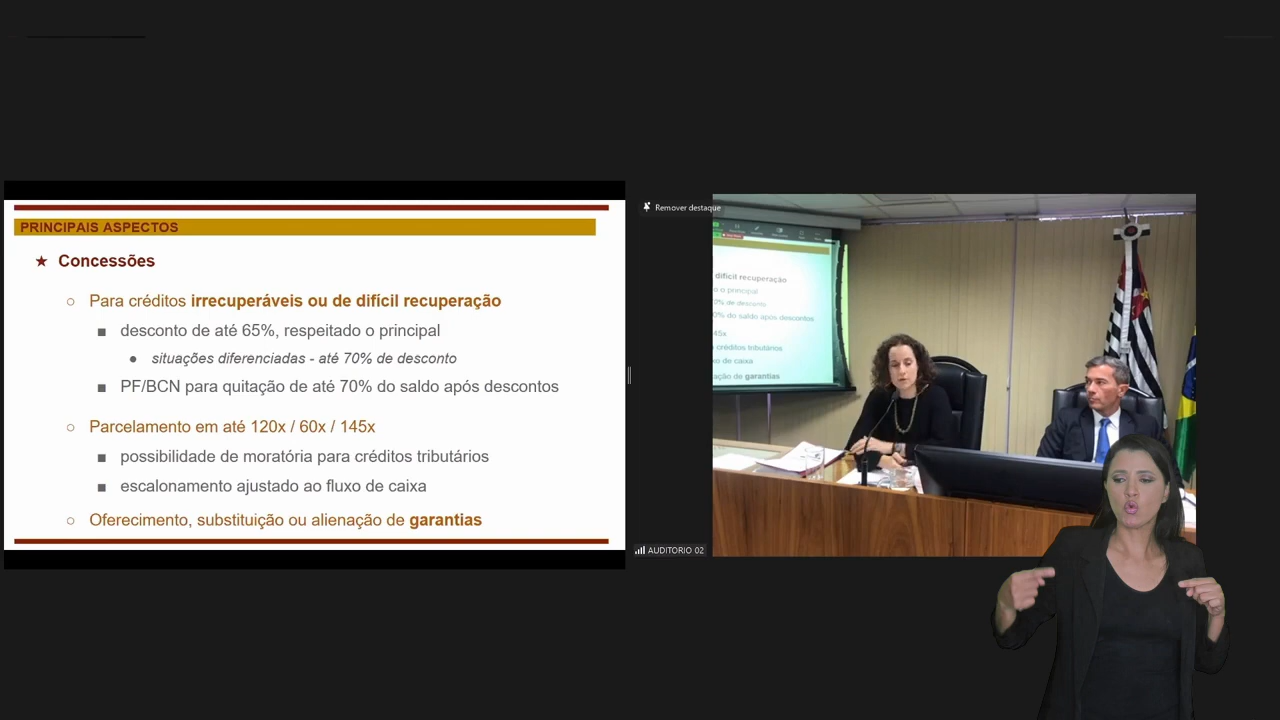 PRINCIPAIS ASPECTOS
★ Concessões
○ Para créditos irrecuperáveis ou de difícil recuperação
■ desconto de até 65%, respeitado o principal
● situações diferenciadas - até 70% de desconto
■ PF/BCN para quitação de até 70% do saldo após descontos
○ Parcelamento em até 120x / 60x / 145x
■ possibilidade de moratória para créditos tributários
■ escalonamento ajustado ao fluxo de caixa
○ Oferecimento, substituição ou alienação de garantias
Remover destaque
difícil recuperação
o o principal
0% de desconto
0% do saldo após descontos
45x
créditos tributários
xo de caixa
ação de garantias
AUDITORIO 02